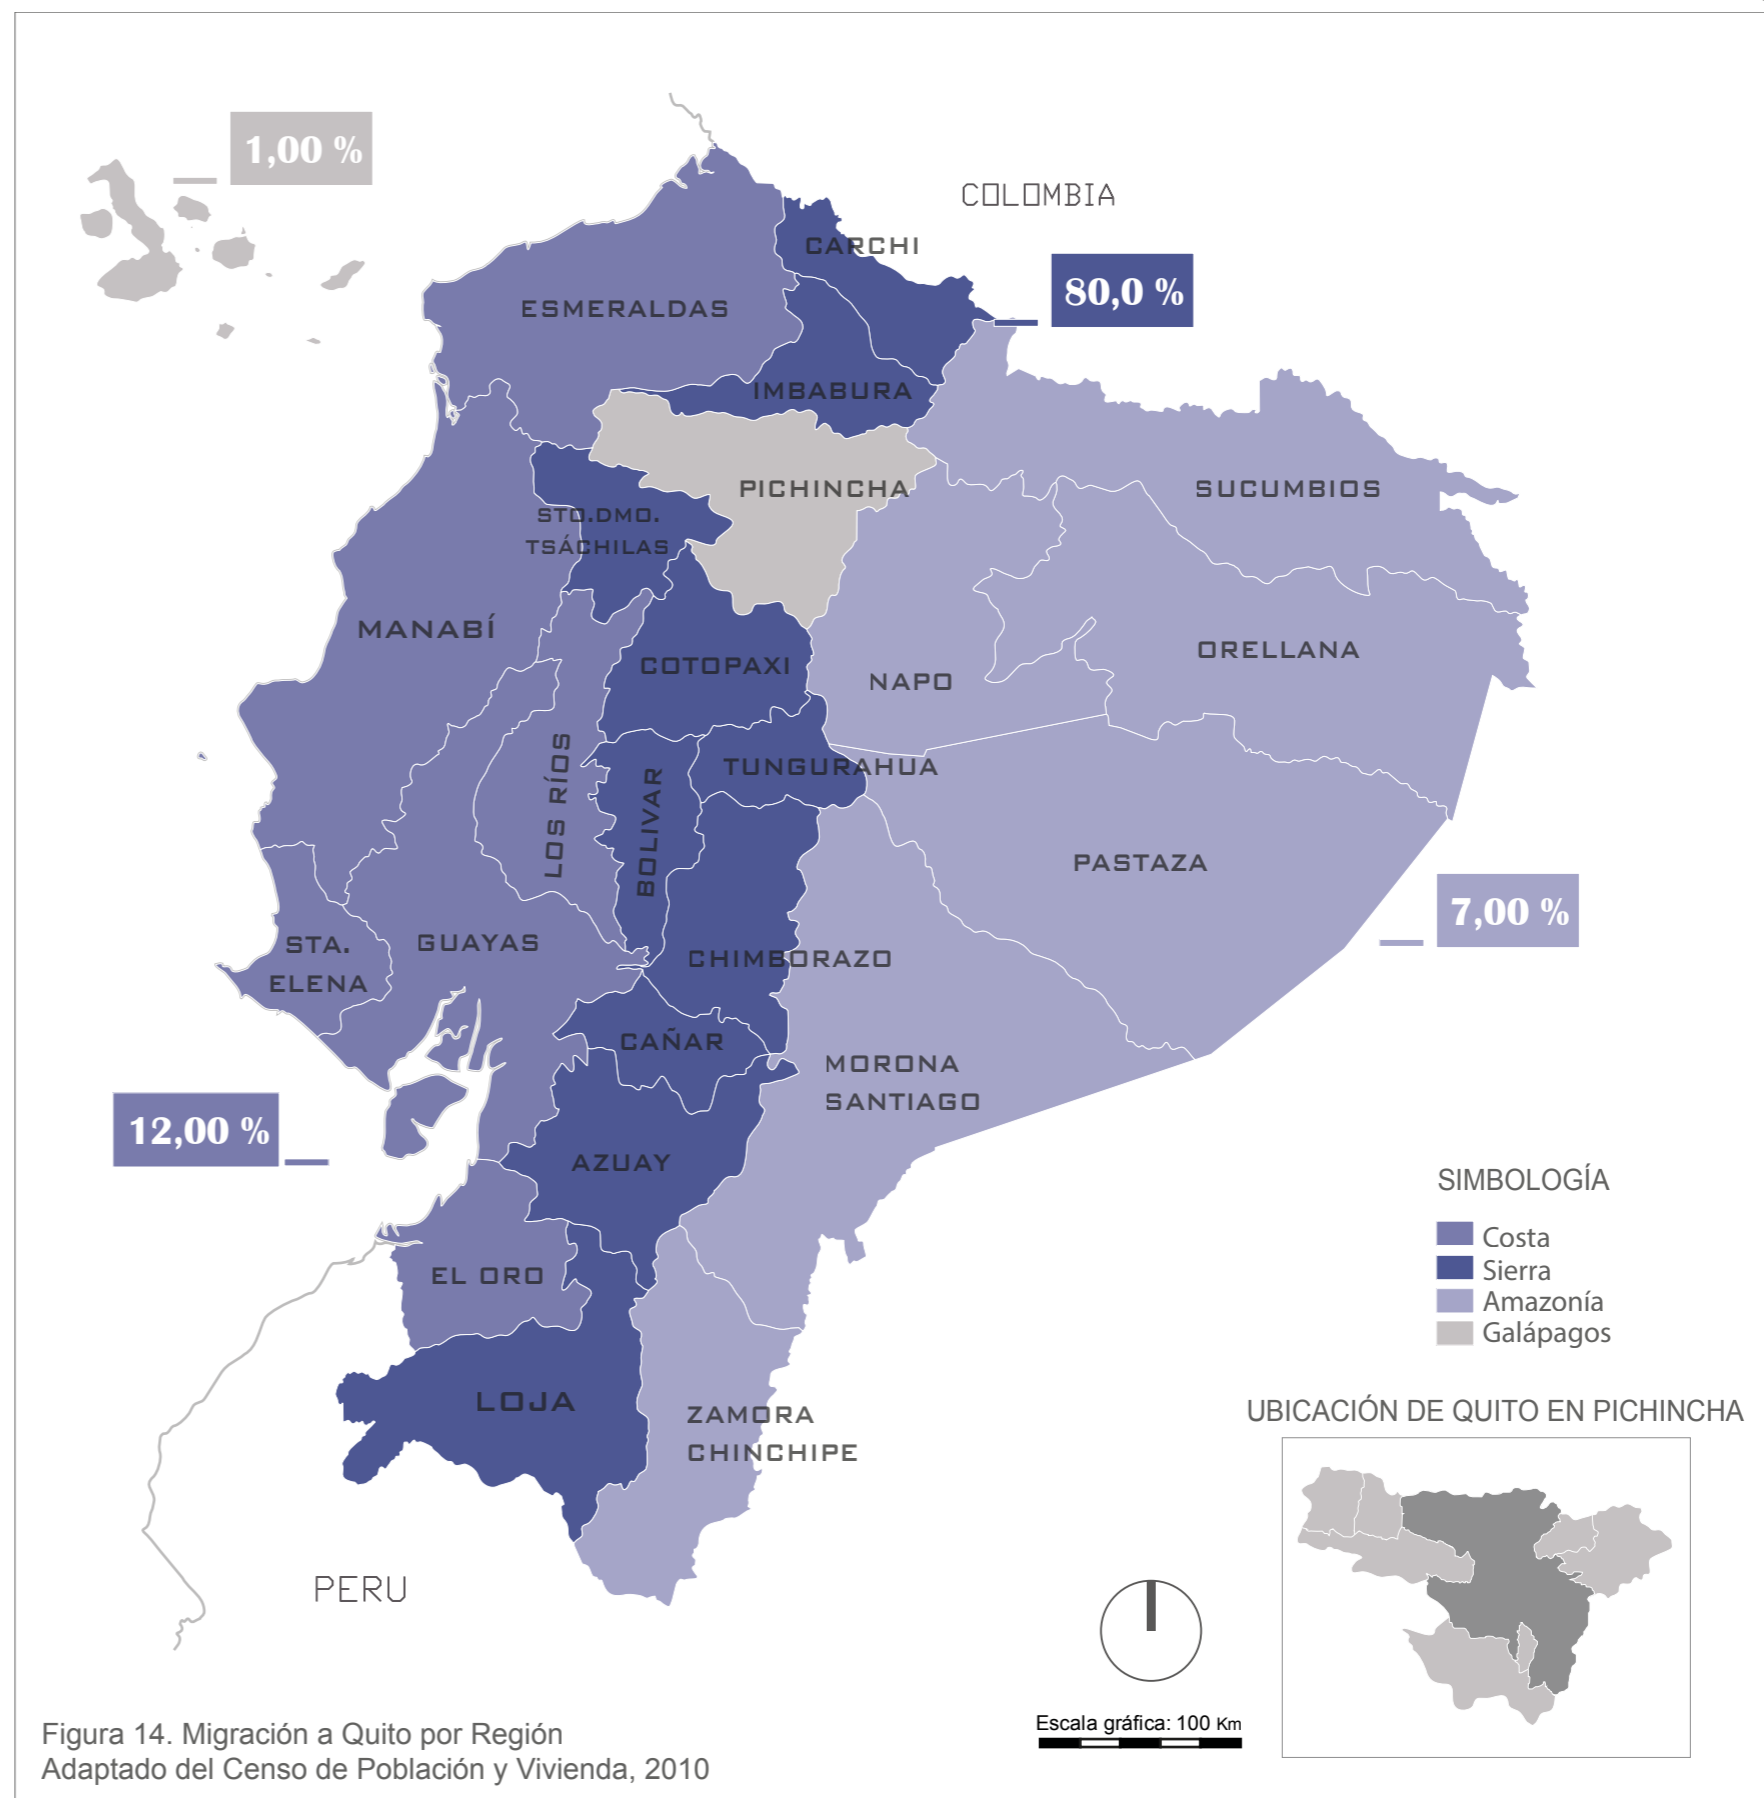 1,00 %
COLOMBIA
CARCHI
80,0 %
ESMERALDAS
IMBABURA
PICHINCHA
SUCUMBIOS
STO.DMO.
TSÁCHILAS
MANABÍ
COTOPAXI
NAPO
ORELLANA
LOS RÍOS
BOLIVAR
TUNGURAHUA
PASTAZA
7,00 %
STA.
ELENA
GUAYAS
CHIMBORAZO
CAÑAR
MORONA
SANTIAGO
12,00 %
AZUAY
SIMBOLOGÍA
Costa
Sierra
Amazonía
Galápagos
EL ORO
LOJA
ZAMORA
CHINCHIPE
UBICACIÓN DE QUITO EN PICHINCHA
PERU
Escala gráfica: 100 Km
Figura 14. Migración a Quito por Región
Adaptado del Censo de Población y Vivienda, 2010